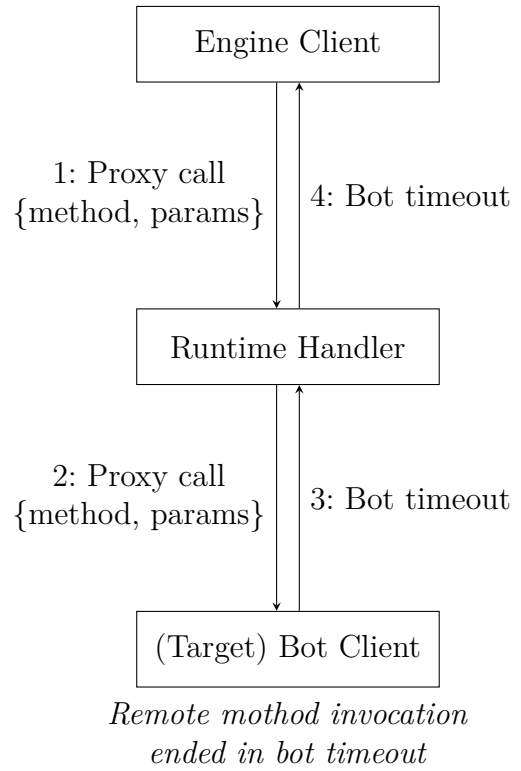 Engine Client
1: Proxy call
{method, params}
4: Bot timeout
Runtime Handler
2: Proxy call
{method, params}
3: Bot timeout
(Target) Bot Client
Remote mothod invocation
ended in bot timeout